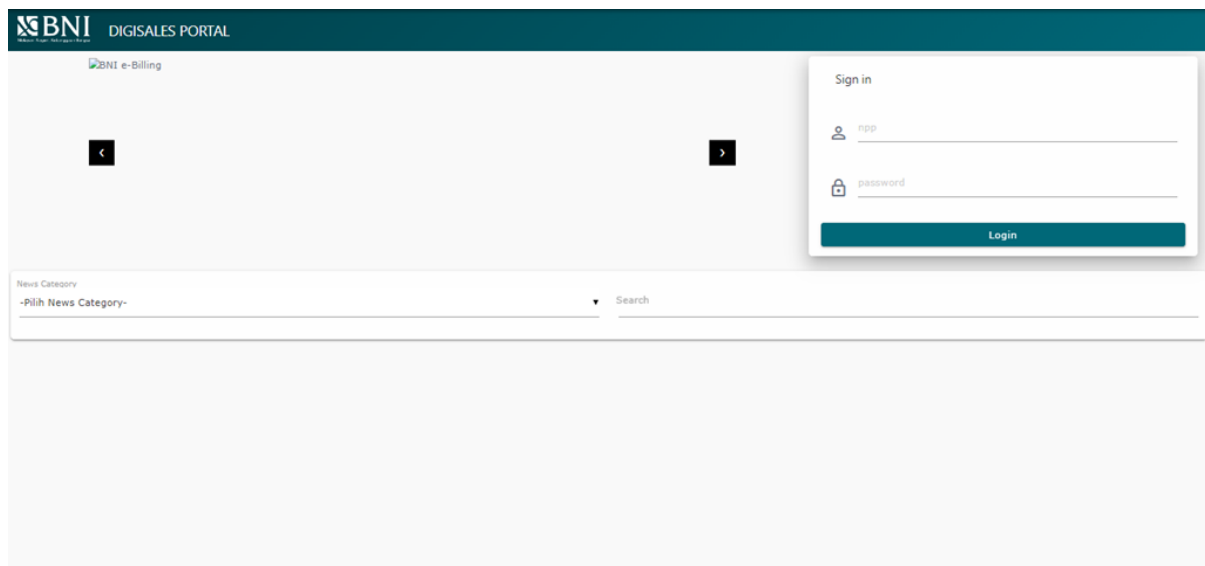 BNI
DIGISALES PORTAL
BNI e-Billing
Sign in
npp
password
Login
News Category
-Pilih News Category-
Search